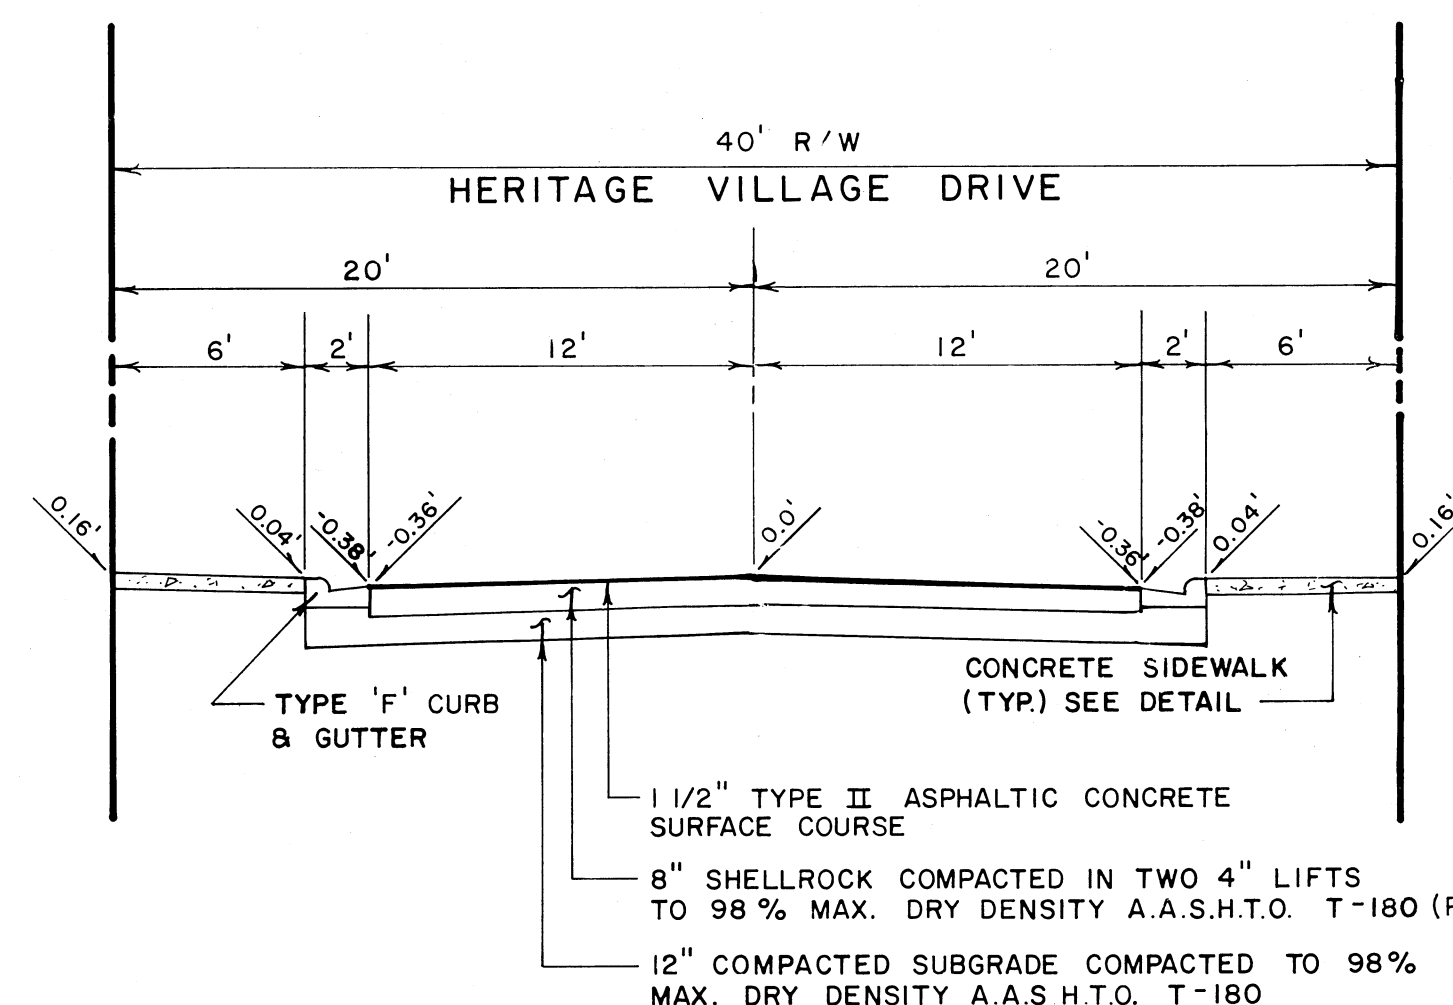 40' R/W
HERITAGE VILLAGE DRIVE
20' 20'
6' 2' 12' 12' 2' 6'
0.16' 0.04' -0.38' -0.36' 0.0' -0.36' -0.38' 0.04' 0.16'
CONCRETE SIDEWALK
(TYP.) SEE DETAIL
TYPE 'F' CURB
& GUTTER
1 1/2" TYPE II ASPHALTIC CONCRETE
SURFACE COURSE
8" SHELLROCK COMPACTED IN TWO 4" LIFTS
TO 98% MAX. DRY DENSITY A.A.S.H.T.O. T-180
12" COMPACTED SUBGRADE COMPACTED TO 98%
MAX. DRY DENSITY A.A.S.H.T.O. T-180